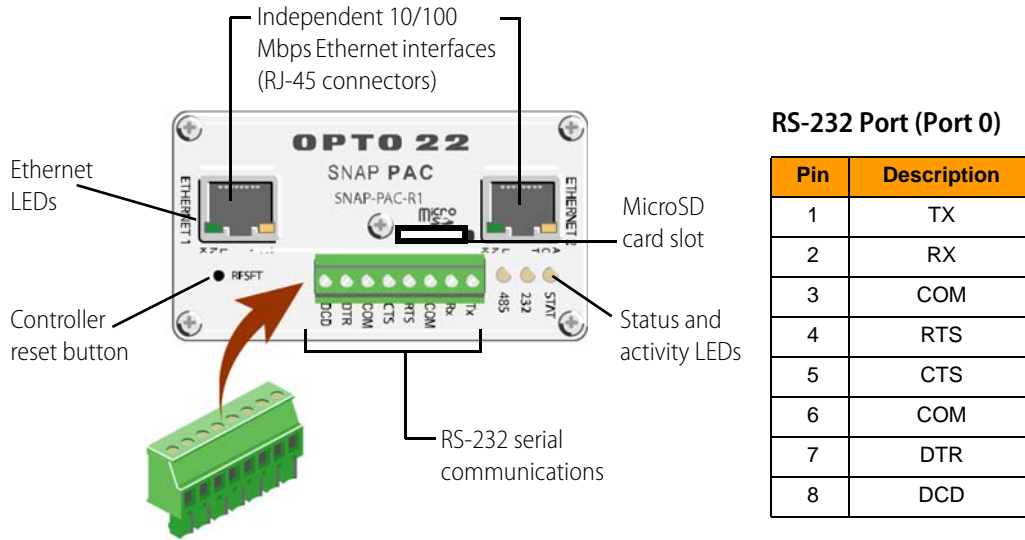 Independent 10/100
Mbps Ethernet interfaces
(RJ-45 connectors)
OPTO 22
SNAP PAC
SNAP-PAC-R1
Ethernet
LEDs
ETHERNET 1
ETHERNET 2
MicroSD
card slot
RESET
DCD
DTR
COM
CTS
RTS
COM
Rx
Tx
485
232
STAT
Controller
reset button
Status and
activity LEDs
RS-232 serial
communications
RS-232 Port (Port 0)
Pin Description
1 TX
2 RX
3 COM
4 RTS
5 CTS
6 COM
7 DTR
8 DCD